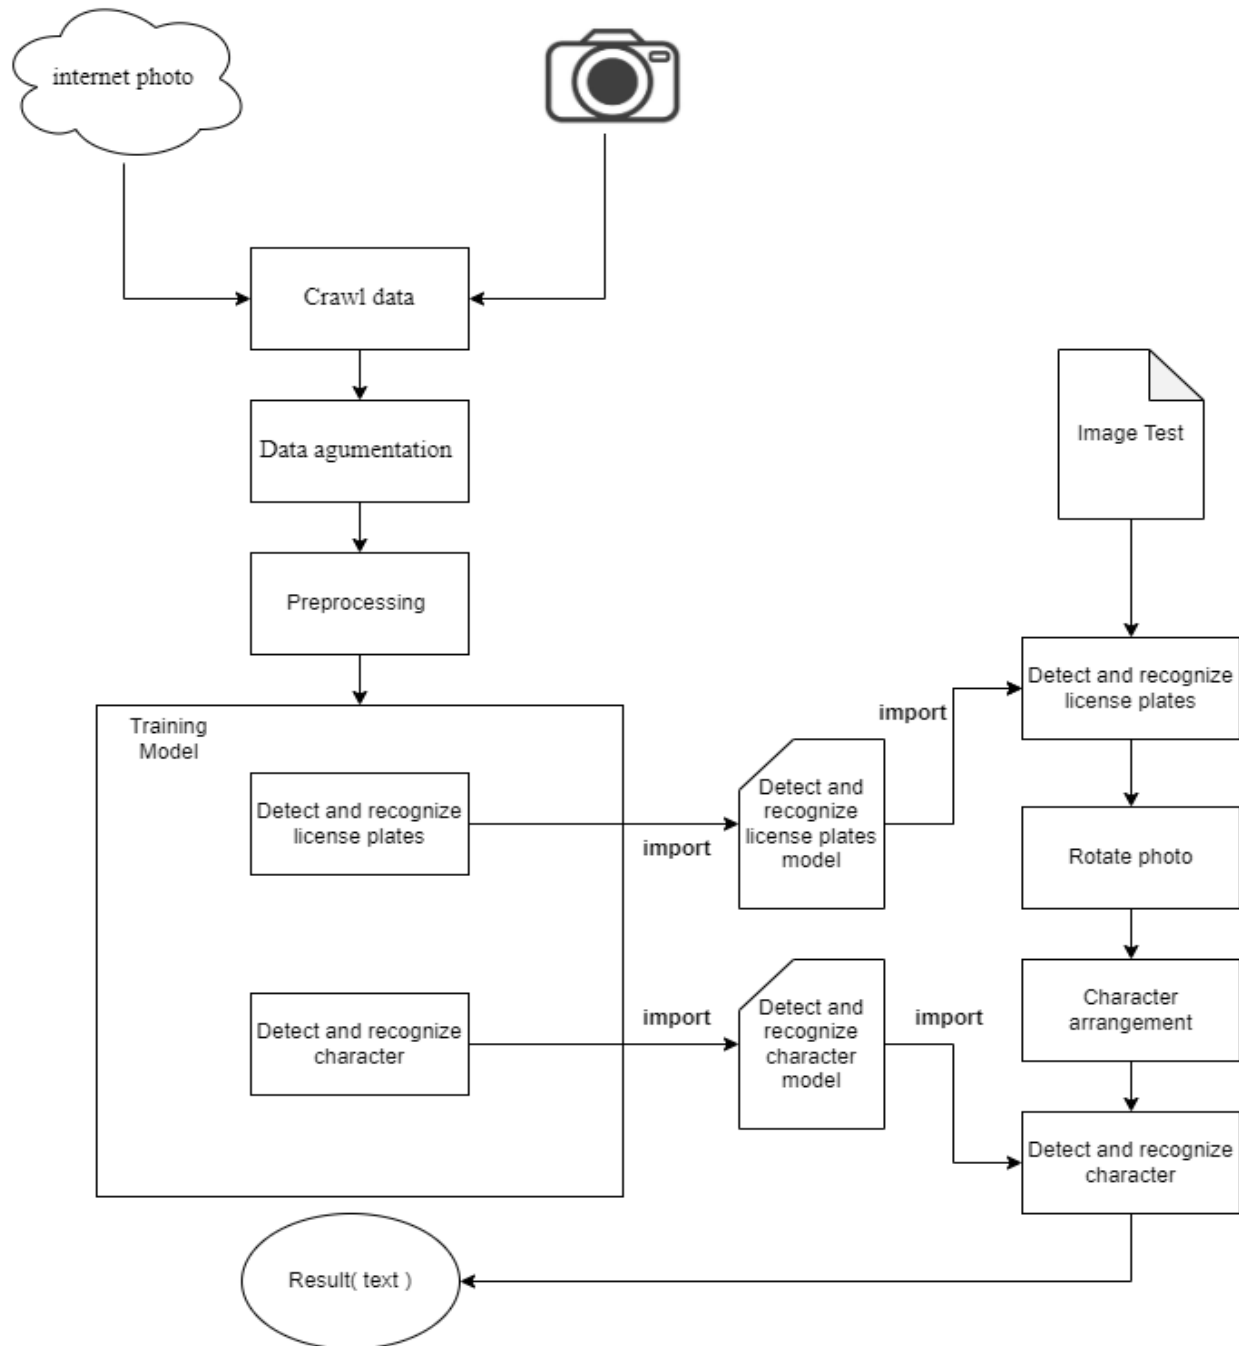 internet photo
Crawl data
Data agumentation
Preprocessing
Training
Model
Detect and recognize
license plates
import
Detect and
recognize
license plates
model
import
Detect and recognize
character
import
Detect and
recognize
character
model
import
Image Test
Detect and recognize
license plates
Rotate photo
Character
arrangement
Detect and recognize
character
Result( text )